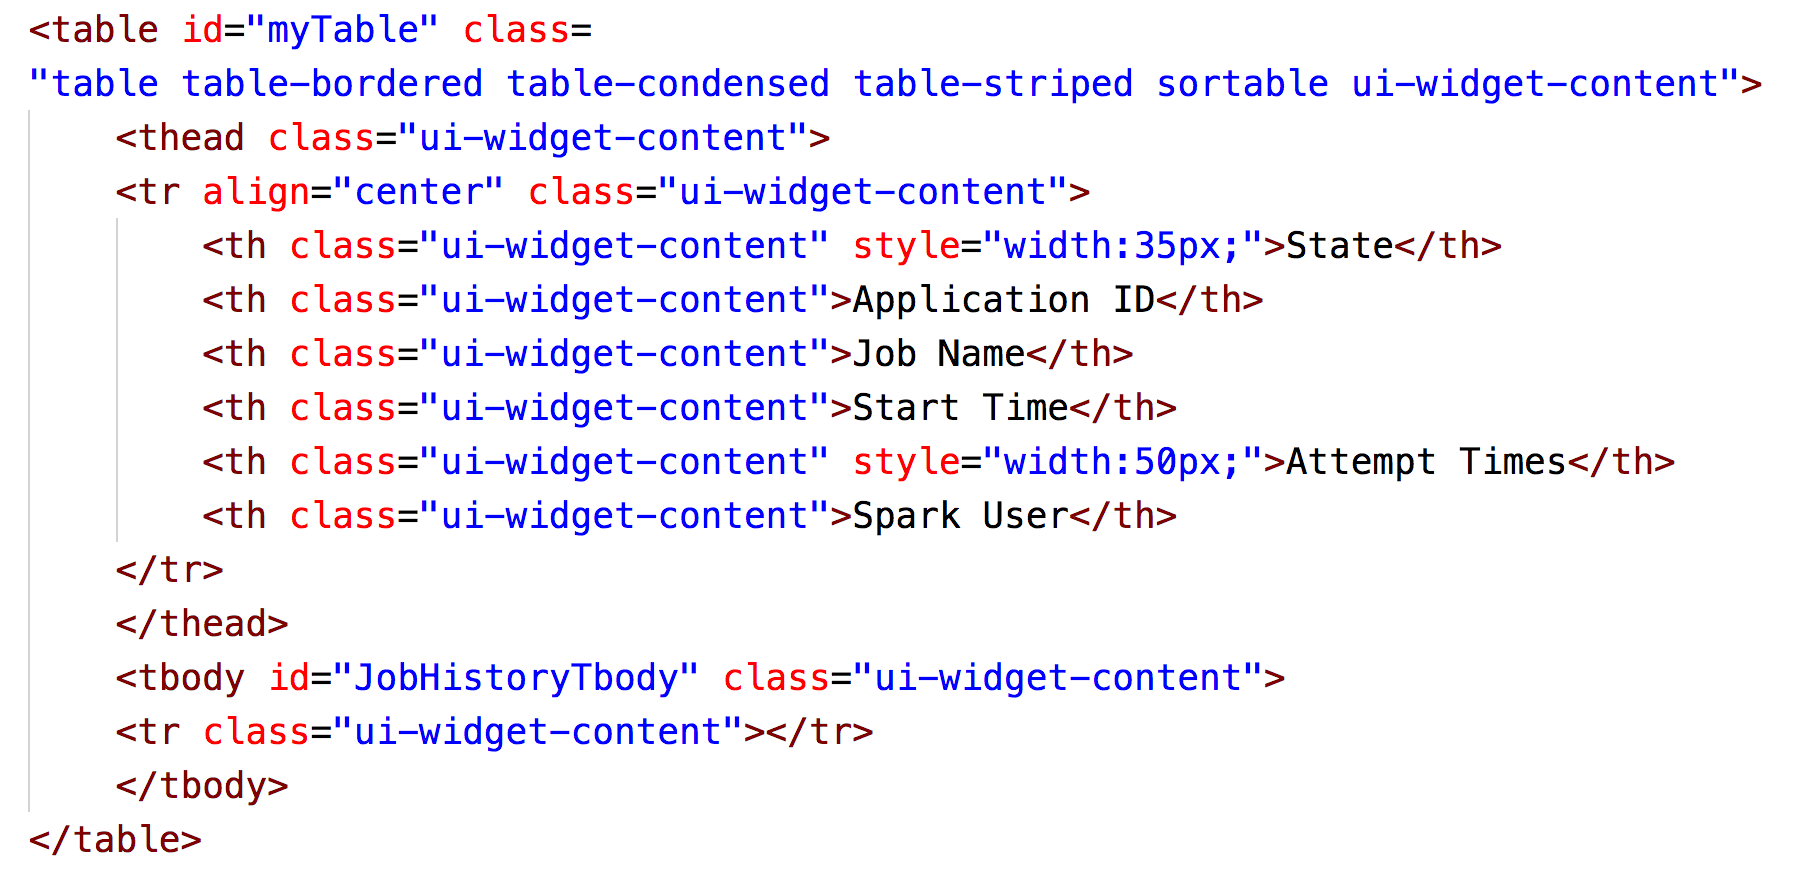 <table id="myTable" class=
"table table-bordered table-condensed table-striped sortable ui-widget-content">
    <thead class="ui-widget-content">
    <tr align="center" class="ui-widget-content">
        <th class="ui-widget-content" style="width:35px;">State</th>
        <th class="ui-widget-content">Application ID</th>
        <th class="ui-widget-content">Job Name</th>
        <th class="ui-widget-content">Start Time</th>
        <th class="ui-widget-content" style="width:50px;">Attempt Times</th>
        <th class="ui-widget-content">Spark User</th>
    </tr>
    </thead>
    <tbody id="JobHistoryTbody" class="ui-widget-content">
    <tr class="ui-widget-content"></tr>
    </tbody>
</table>